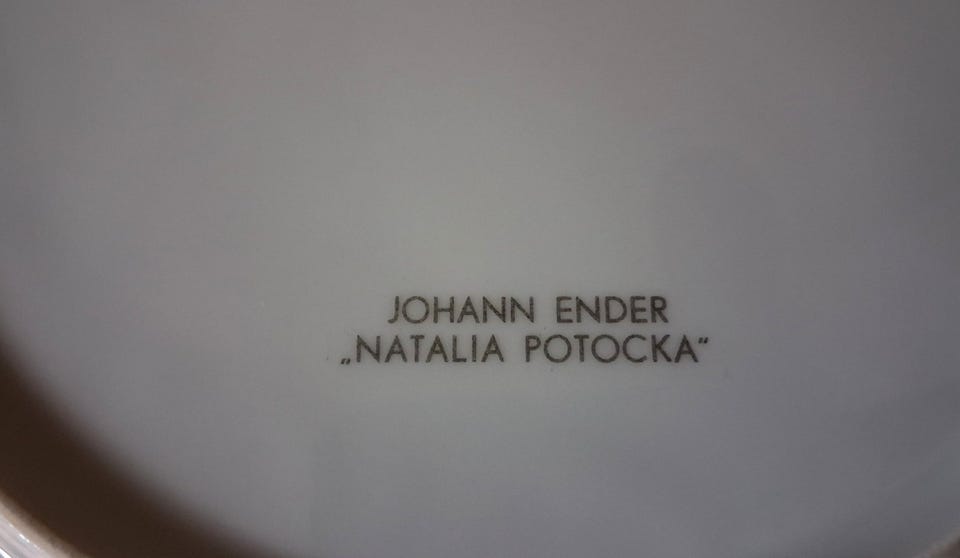 JOHANN ENDER
„NATALIA POTOCKA“